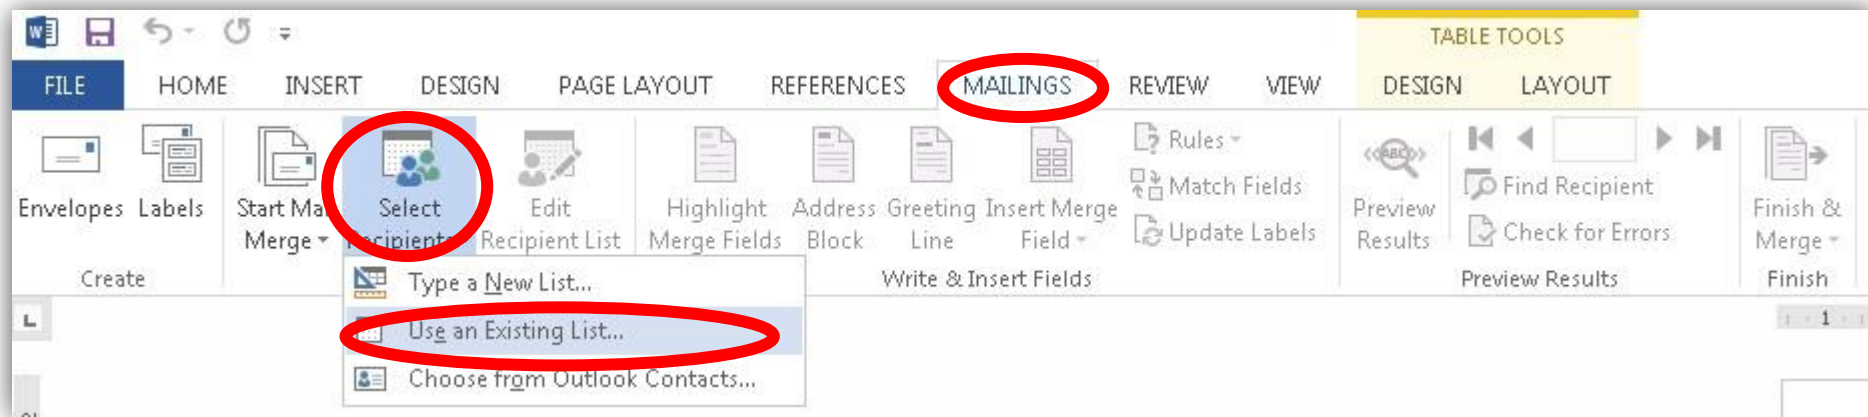 TABLE TOOLS
FILE HOME INSERT DESIGN PAGE LAYOUT REFERENCES MAILINGS REVIEW VIEW DESIGN LAYOUT
Envelopes
Labels
Start Mai
Merge
Select
Recipients
Edit
Recipient List
Highlight
Merge Fields
Address
Block
Greeting
Line
Insert Merge
Field
Rules
Match Fields
Update Labels
«ABC»
Preview
Results
Find Recipient
Check for Errors
Finish &
Merge
Create
Write & Insert Fields
Preview Results
Finish
Type a New List...
Use an Existing List...
Choose from Outlook Contacts...
1